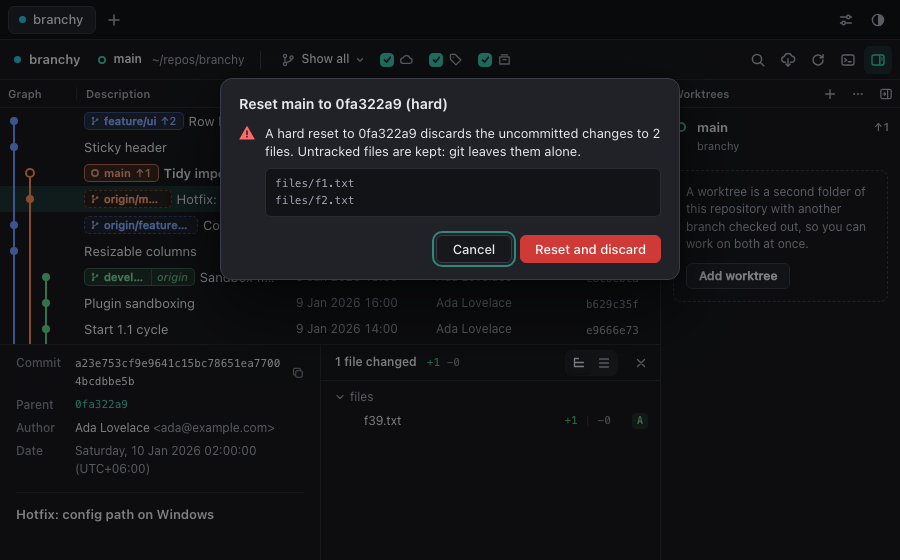 branchy
branchy main ~/repos/branchy Show all
Graph Description Worktrees
feature/ui ↑2 Row
Sticky header
main ↑1 Tidy
origin/m... Hotfix:
origin/feature...
Resizable columns
devel... origin
Plugin sandboxing 9 Jan 2026 16:00 Ada Lovelace b629c35f
Start 1.1 cycle 9 Jan 2026 14:00 Ada Lovelace e9666e73
Reset main to 0fa322a9 (hard)
A hard reset to 0fa322a9 discards the uncommitted changes to 2
files. Untracked files are kept: git leaves them alone.
files/f1.txt
files/f2.txt
Cancel Reset and discard
main ↑1
branchy
A worktree is a second folder of
this repository with another
branch checked out, so you can
work on both at once.
Add worktree
Commit a23e753cf9e9641c15bc78651ea7700
4bcdbbe5b
Parent 0fa322a9
Author Ada Lovelace <ada@example.com>
Date Saturday, 10 Jan 2026 02:00:00
(UTC+06:00)
Hotfix: config path on Windows
1 file changed +1 −0
files
f39.txt +1 −0 A